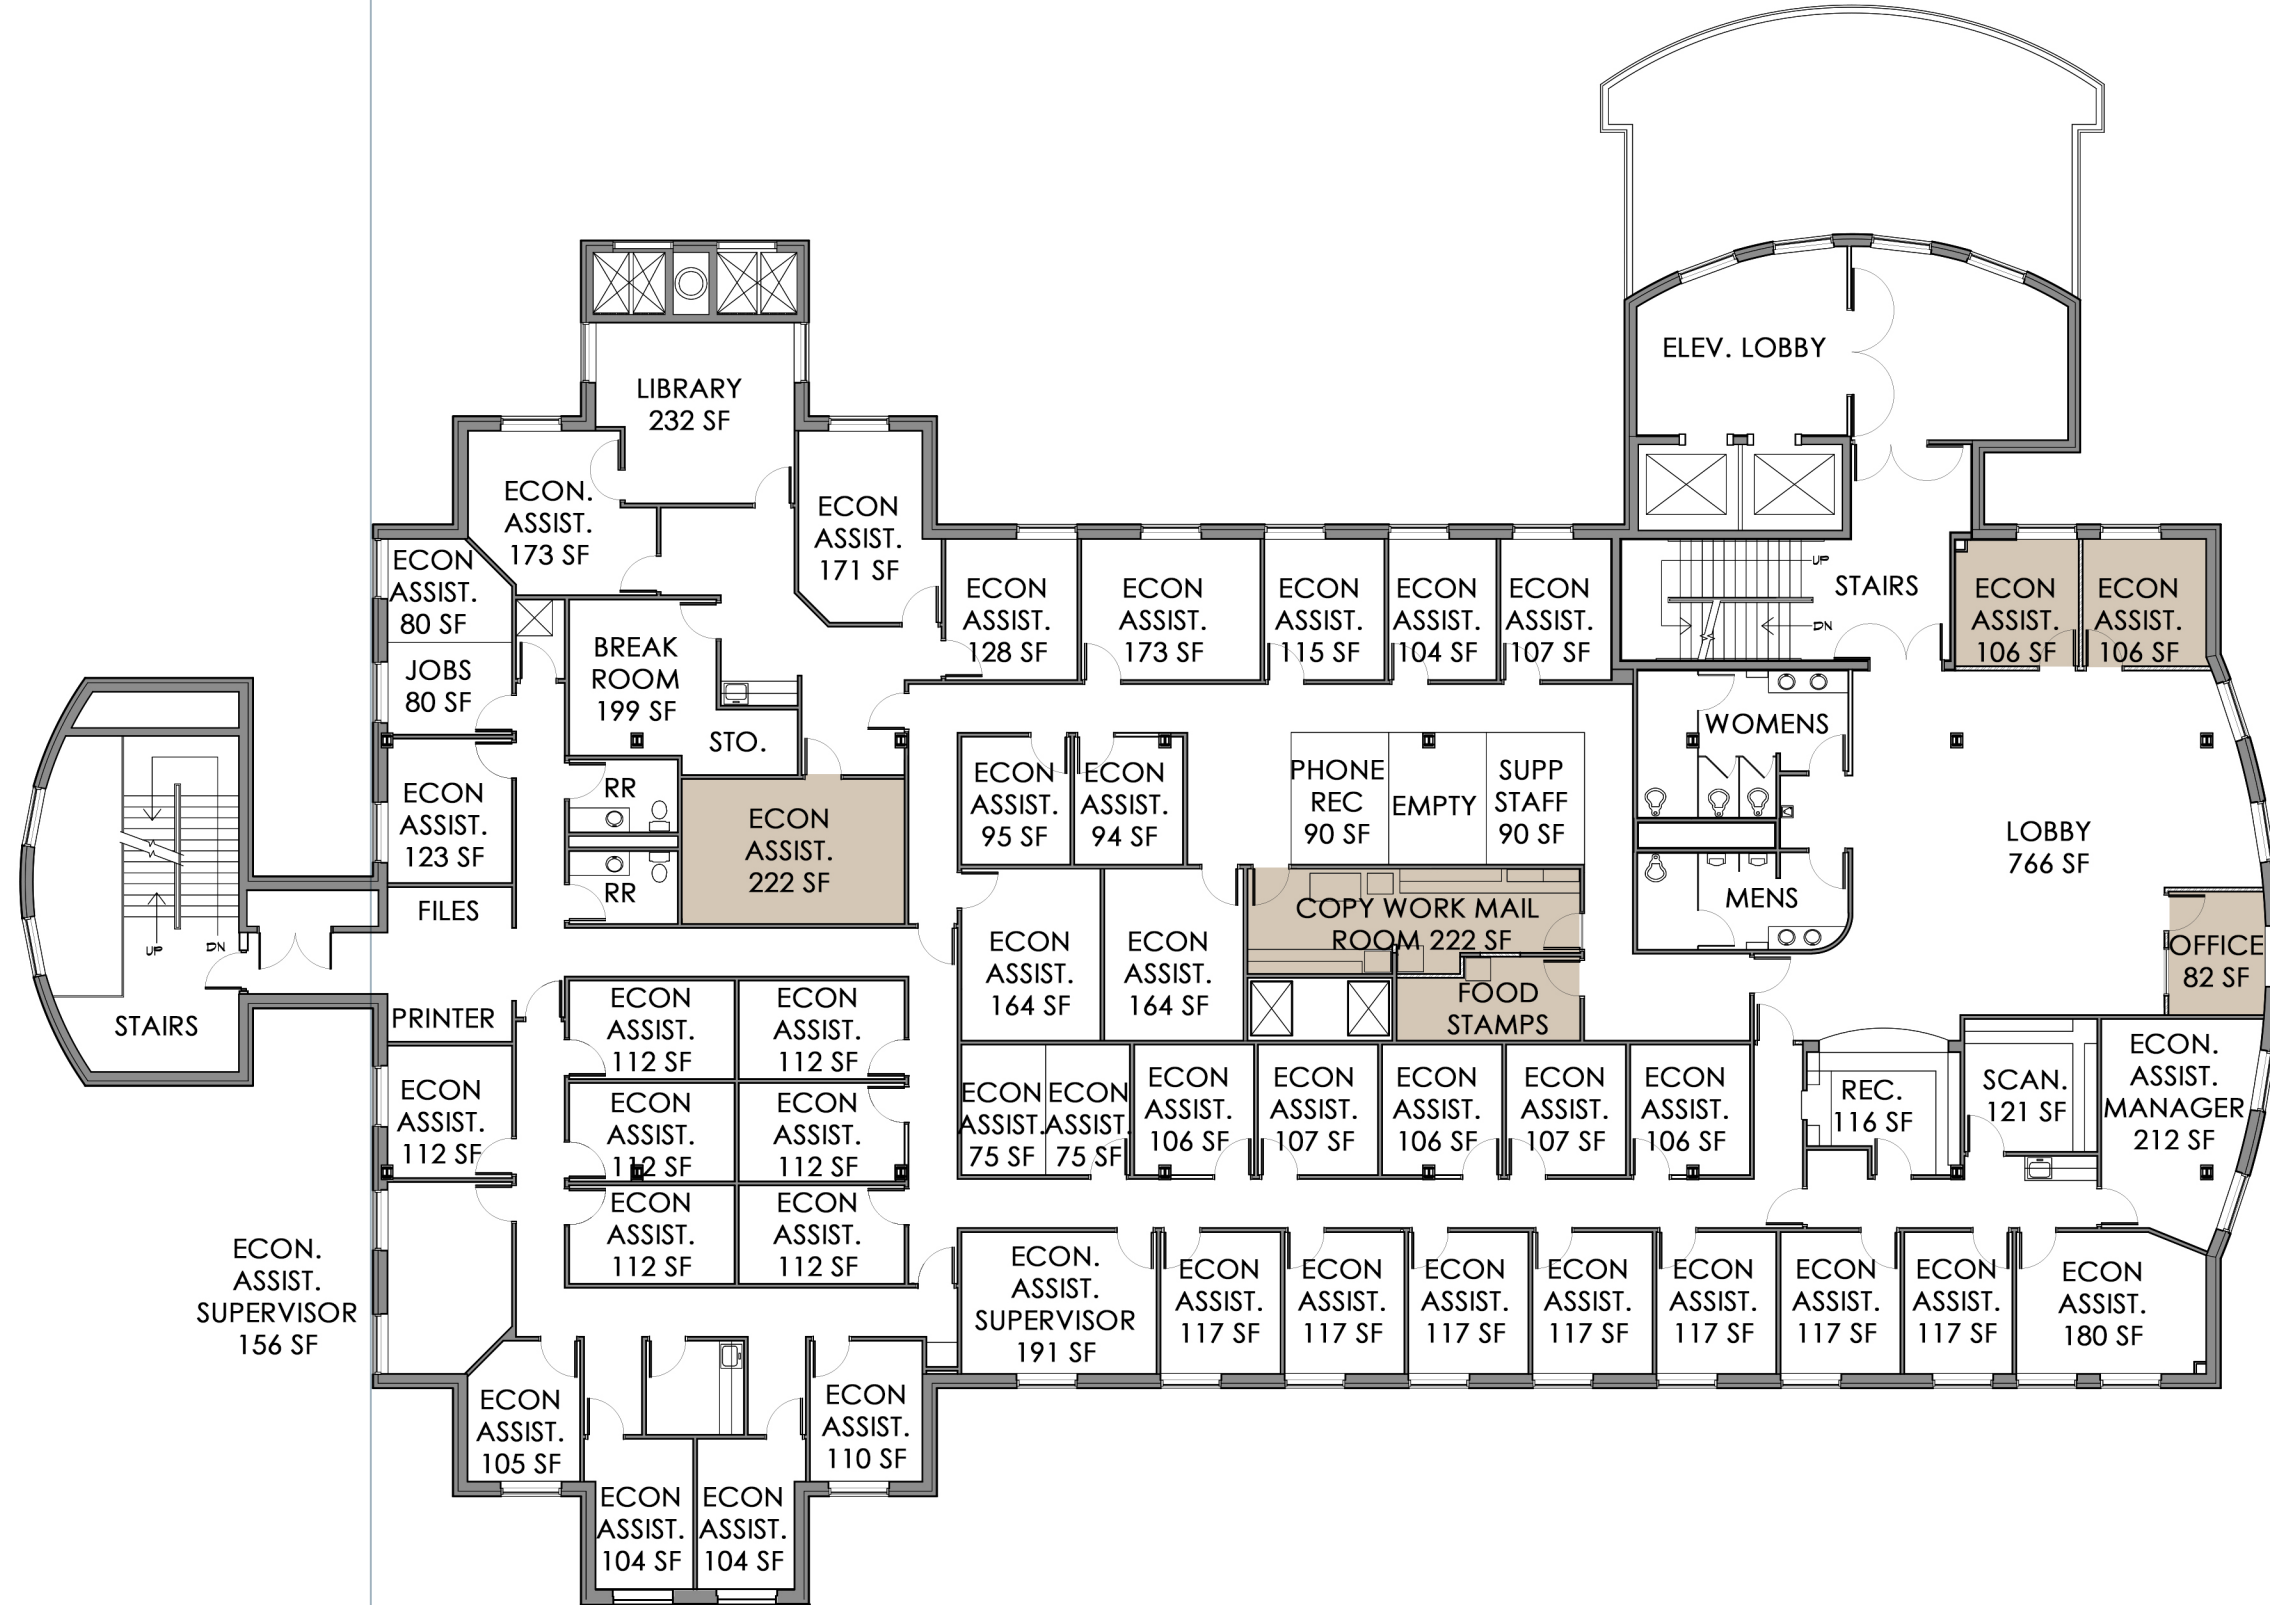 ELEV. LOBBY
LIBRARY
232 SF
ECON.
ASSIST.
173 SF
ECON
ASSIST.
171 SF
ECON
ASSIST.
80 SF
JOBS
80 SF
BREAK
ROOM
199 SF
STO.
ECON
ASSIST.
128 SF
ECON
ASSIST.
173 SF
ECON
ASSIST.
115 SF
ECON
ASSIST.
104 SF
ECON
ASSIST.
107 SF
UP
DN
STAIRS
ECON
ASSIST.
106 SF
ECON
ASSIST.
106 SF
WOMENS
MENS
LOBBY
766 SF
OFFICE
82 SF
ECON
ASSIST.
123 SF
RR
RR
ECON
ASSIST.
222 SF
ECON
ASSIST.
95 SF
ECON
ASSIST.
94 SF
PHONE
REC
90 SF
EMPTY
SUPP
STAFF
90 SF
COPY WORK MAIL
ROOM 222 SF
FOOD
STAMPS
ECON
ASSIST.
164 SF
ECON
ASSIST.
164 SF
FILES
PRINTER
UP
DN
STAIRS
ECON
ASSIST.
112 SF
ECON
ASSIST.
112 SF
ECON
ASSIST.
112 SF
ECON
ASSIST.
112 SF
ECON
ASSIST.
112 SF
ECON
ASSIST.
112 SF
ECON
ASSIST.
112 SF
ECON
ASSIST.
75 SF
ECON
ASSIST.
75 SF
ECON
ASSIST.
106 SF
ECON
ASSIST.
107 SF
ECON
ASSIST.
106 SF
ECON
ASSIST.
107 SF
ECON
ASSIST.
106 SF
REC.
116 SF
SCAN.
121 SF
ECON.
ASSIST.
MANAGER
212 SF
ECON.
ASSIST.
SUPERVISOR
156 SF
ECON.
ASSIST.
SUPERVISOR
191 SF
ECON
ASSIST.
117 SF
ECON
ASSIST.
117 SF
ECON
ASSIST.
117 SF
ECON
ASSIST.
117 SF
ECON
ASSIST.
117 SF
ECON
ASSIST.
117 SF
ECON
ASSIST.
117 SF
ECON
ASSIST.
180 SF
ECON
ASSIST.
105 SF
ECON
ASSIST.
110 SF
ECON
ASSIST.
104 SF
ECON
ASSIST.
104 SF